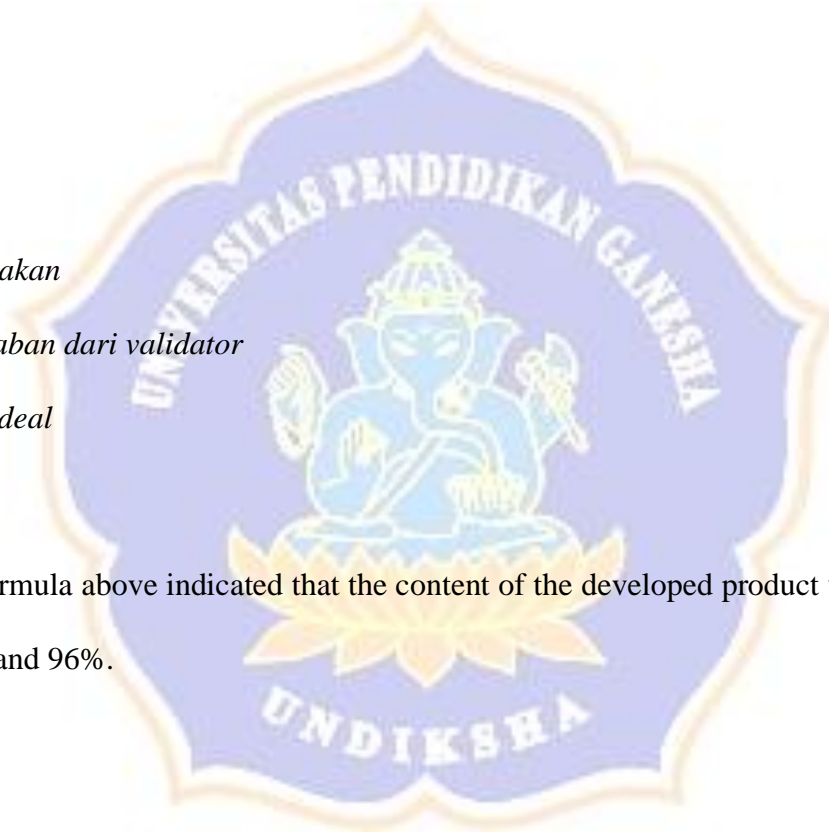 UNIVERSITAS PENDIDIKAN GANESHA
akan
aban dari validator
deal
rmula above indicated that the content of the developed product
and 96%.
UNDIKSHA